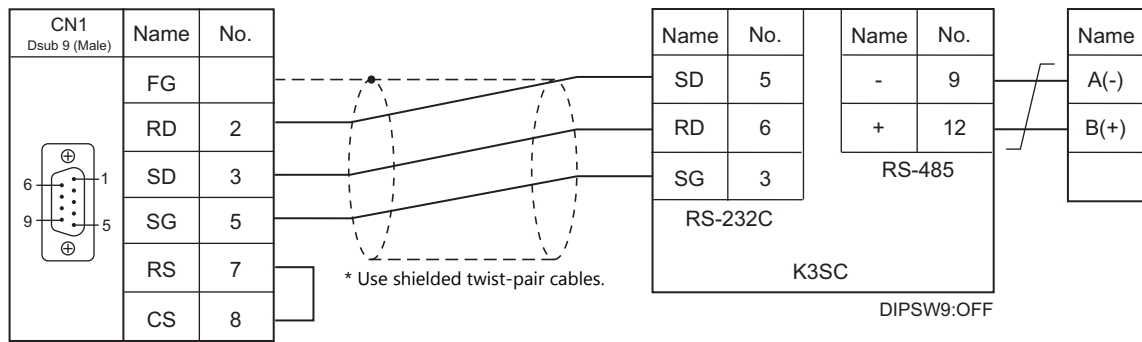 CN1
Dsub 9 (Male)
Name No.
FG
RD 2
SD 3
SG 5
RS 7
CS 8
6 1
9 5
* Use shielded twist-pair cables.
Name No.
SD 5
RD 6
SG 3
RS-232C
Name No.
- 9
+ 12
RS-485
K3SC
DIPSW9:OFF
Name
A(-)
B(+)